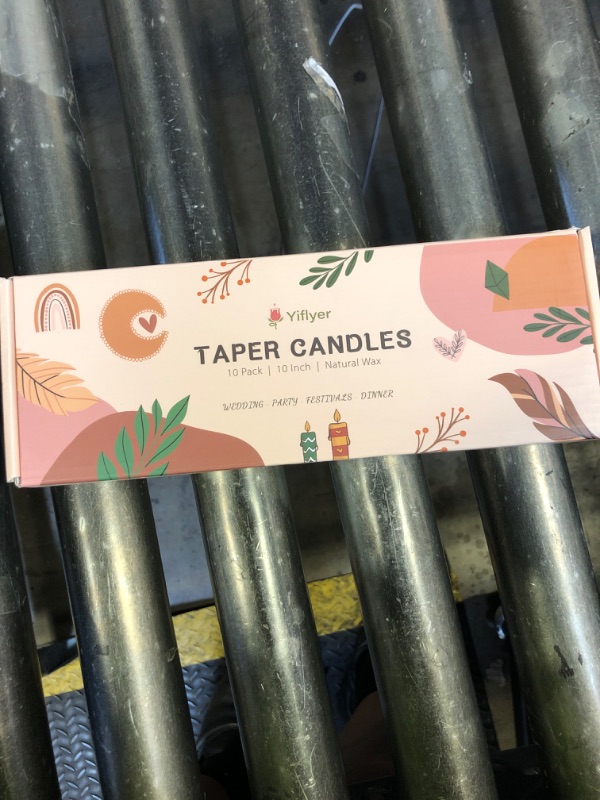 Yiflyer
TAPER CANDLES
10 Pack | 10 Inch | Natural Wax
WEDDING PARTY FESTIVALS DINNER